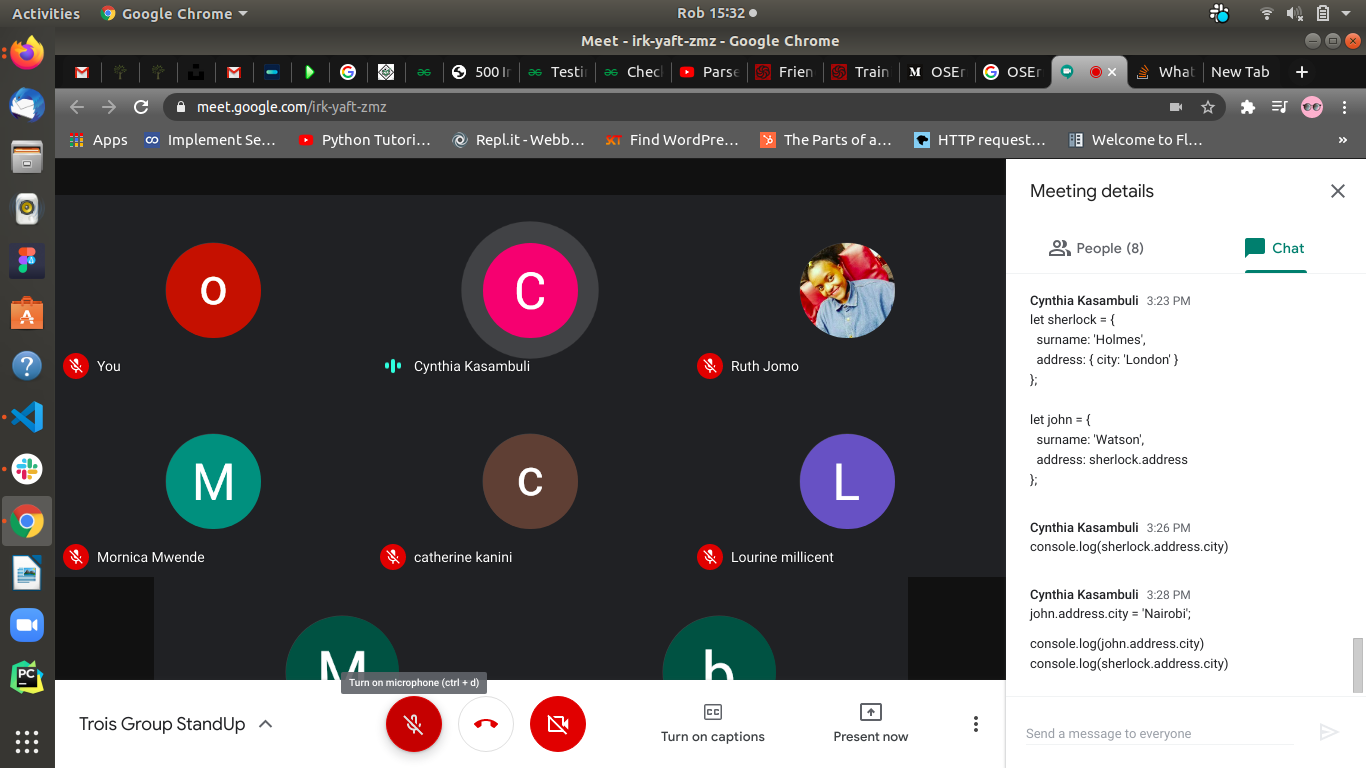 Activities Google Chrome Rob 15:32
Meet - irk-yaft-zmz - Google Chrome
500 Ir Testi Chec Parse Frien Train OSEr OSEr What New Tab
meet.google.com/irk-yaft-zmz
Apps Implement Se... Python Tutori... Repl.it - Webb... Find WordPre... The Parts of a... HTTP request... Welcome to Fl... »
Meeting details
People (8) Chat
o C
You Cynthia Kasambuli Ruth Jomo
M c L
Mornica Mwende catherine kanini Lourine millicent
M b
Cynthia Kasambuli 3:23 PM
let sherlock = {
surname: 'Holmes',
address: { city: 'London' }
};
let john = {
surname: 'Watson',
address: sherlock.address
};
Cynthia Kasambuli 3:26 PM
console.log(sherlock.address.city)
Cynthia Kasambuli 3:28 PM
john.address.city = 'Nairobi';
console.log(john.address.city)
console.log(sherlock.address.city)
Turn on microphone (ctrl + d)
Trois Group StandUp
Turn on captions
Present now
Send a message to everyone